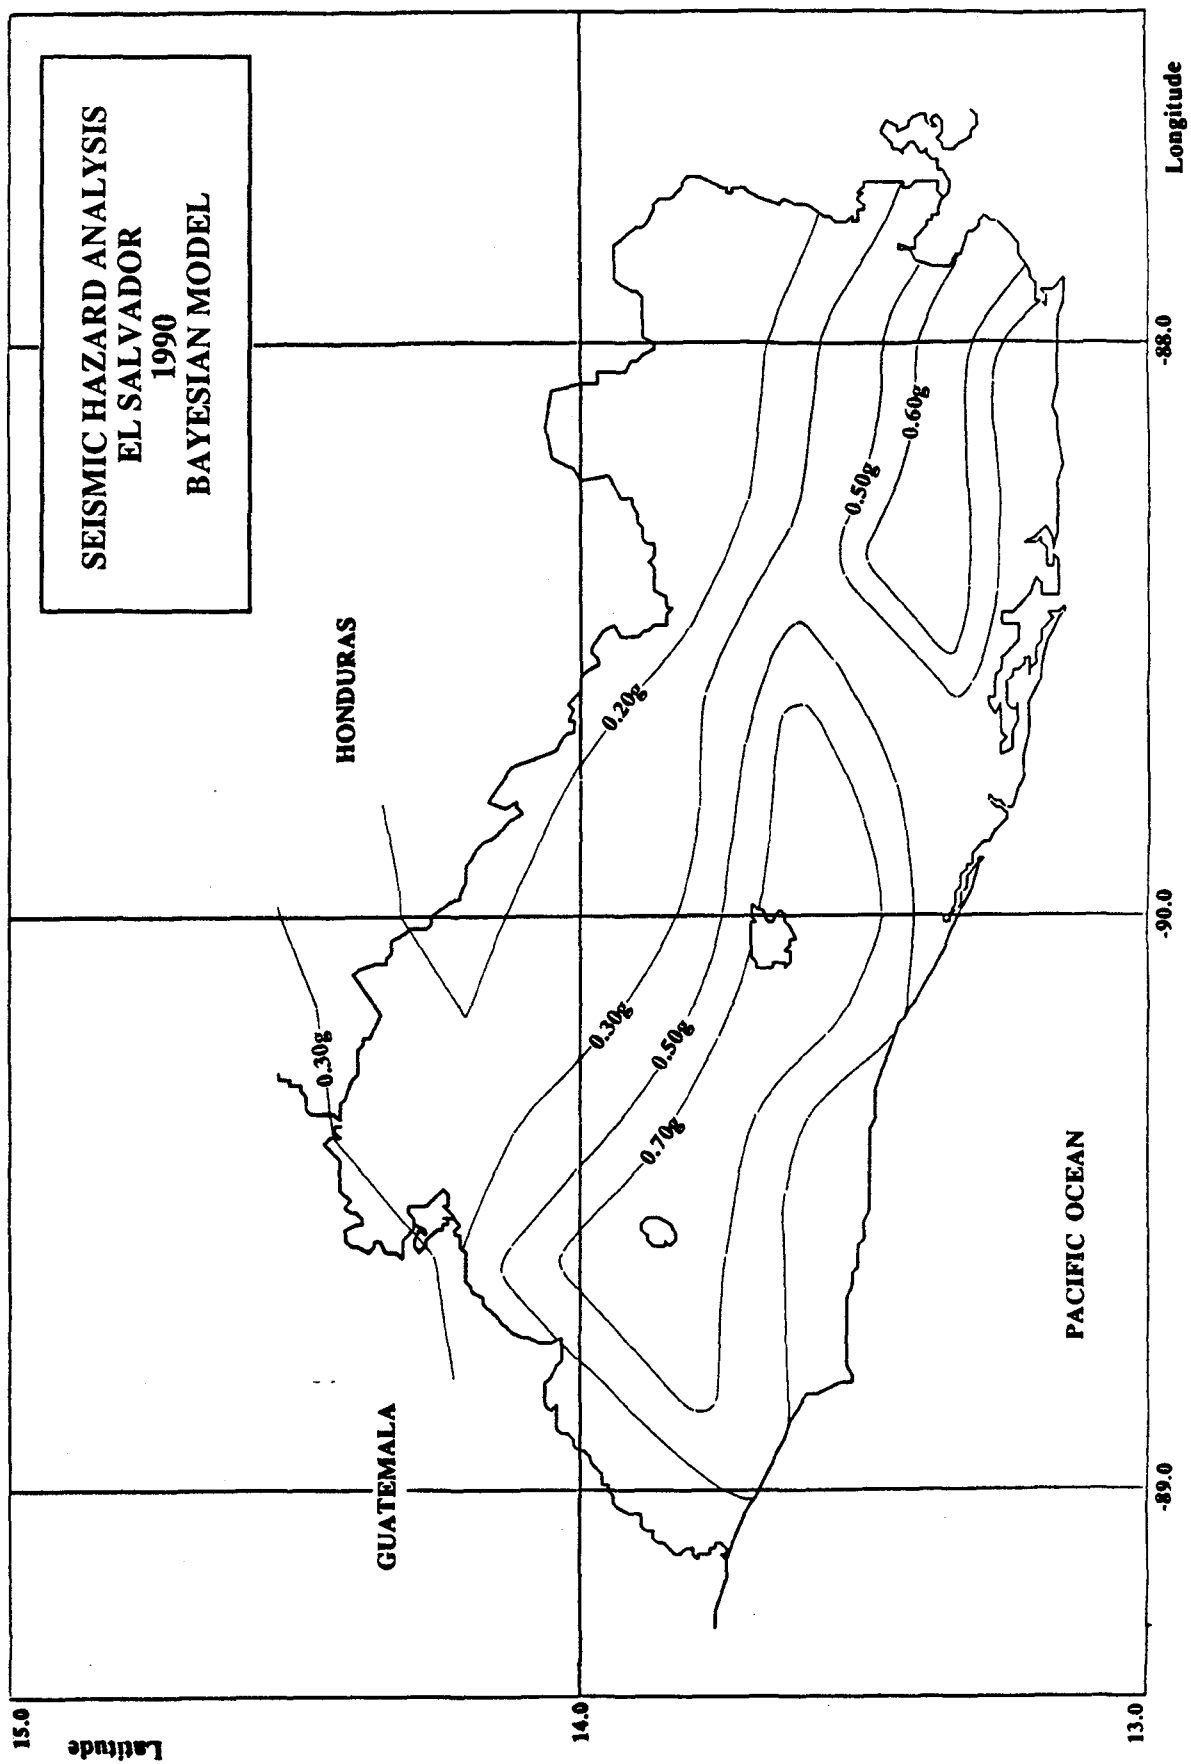 SEISMIC HAZARD ANALYSIS
EL SALVADOR
1990
BAYESIAN MODEL
HONDURAS
GUATEMALA
PACIFIC OCEAN
0.30g
0.20g
0.30g
0.50g
0.70g
0.50g
0.60g
Latitude
15.0
14.0
13.0
-89.0
-90.0
-88.0
Longitude